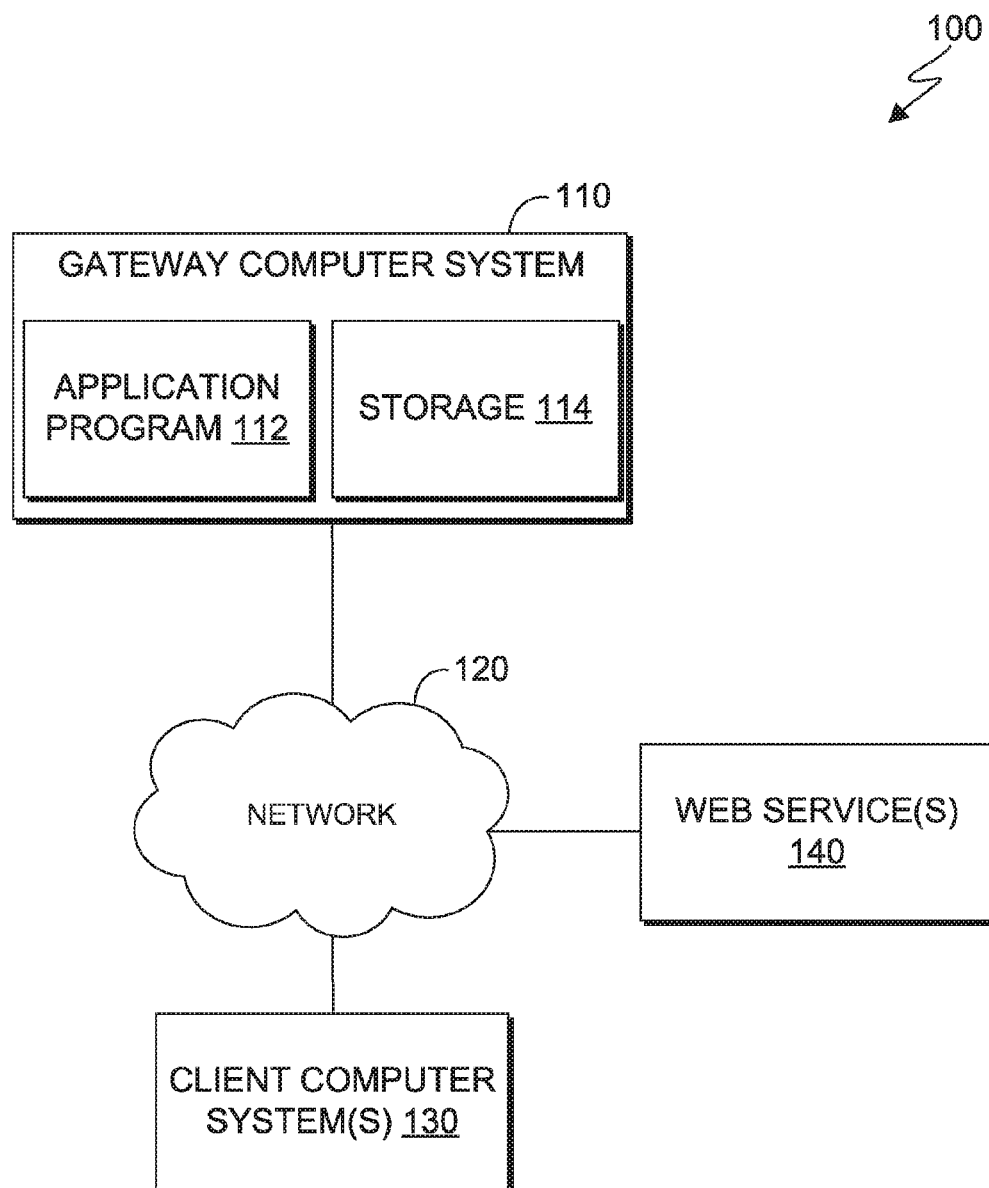 100
110
GATEWAY COMPUTER SYSTEM
APPLICATION
PROGRAM 112
STORAGE 114
120
NETWORK
WEB SERVICE(S)
140
CLIENT COMPUTER
SYSTEM(S) 130